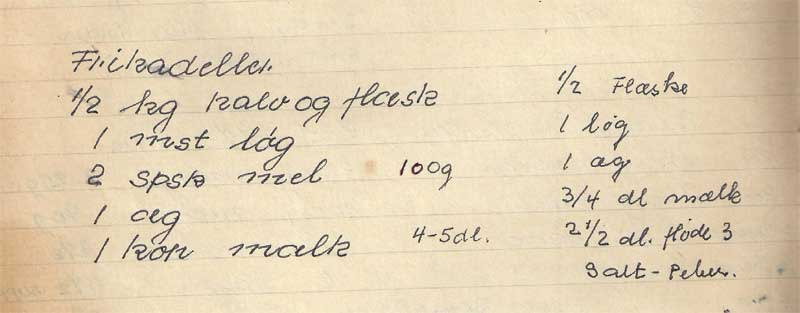 Frikadeller
1/2 kg kalv og flæsk
1 mst løg
2 spsk mel 100g
1 æg
1 kop mælk 4-5dl.
1/2 Flæske
1 løg
1 æg
3/4 dl mælk
2 1/2 dl. fløde 3
Salt - Peber.